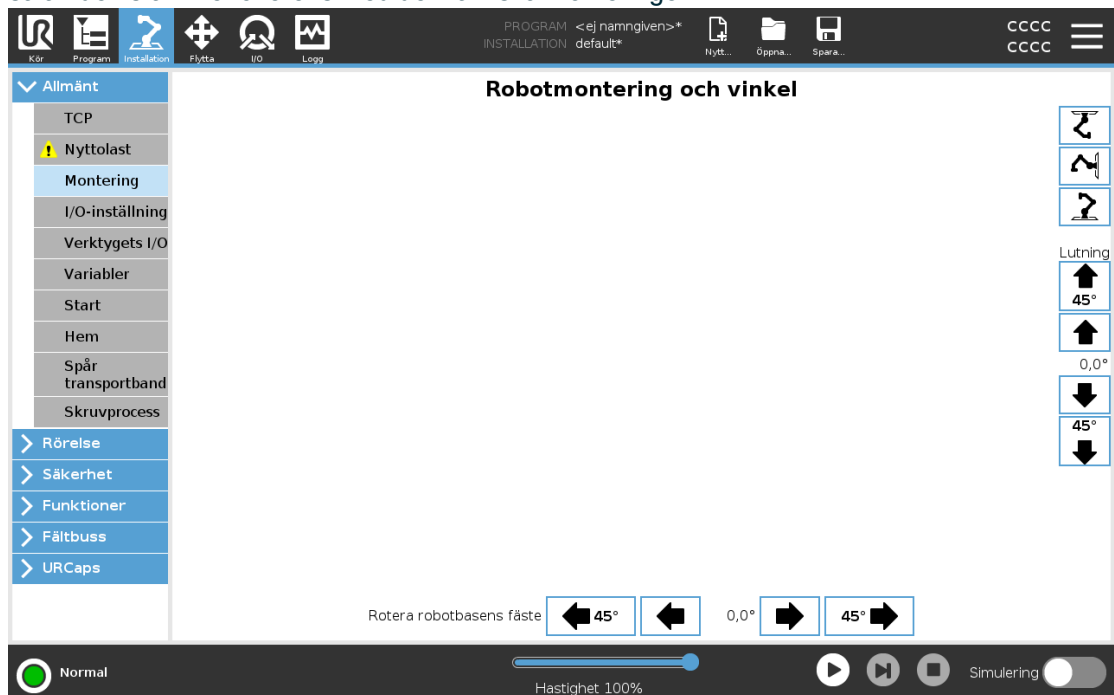 PROGRAM <ej namngiven>*
INSTALLATION default*
CCCC
CCCC
UR
Kör
Program
Installation
Flytta
I/O
Logg
Nytt...
Öppna...
Spara...
Allmänt
TCP
Nyttolast
Montering
I/O-inställning
Verktygets I/O
Variabler
Start
Hem
Spår
transportband
Skruvprocess
Rörelse
Säkerhet
Funktioner
Fältbuss
URCaps
Robotmontering och vinkel
Lutning
45°
0,0°
45°
Rotera robotbasens fäste
45°
0,0°
45°
Normal
Hastighet 100%
Simulering